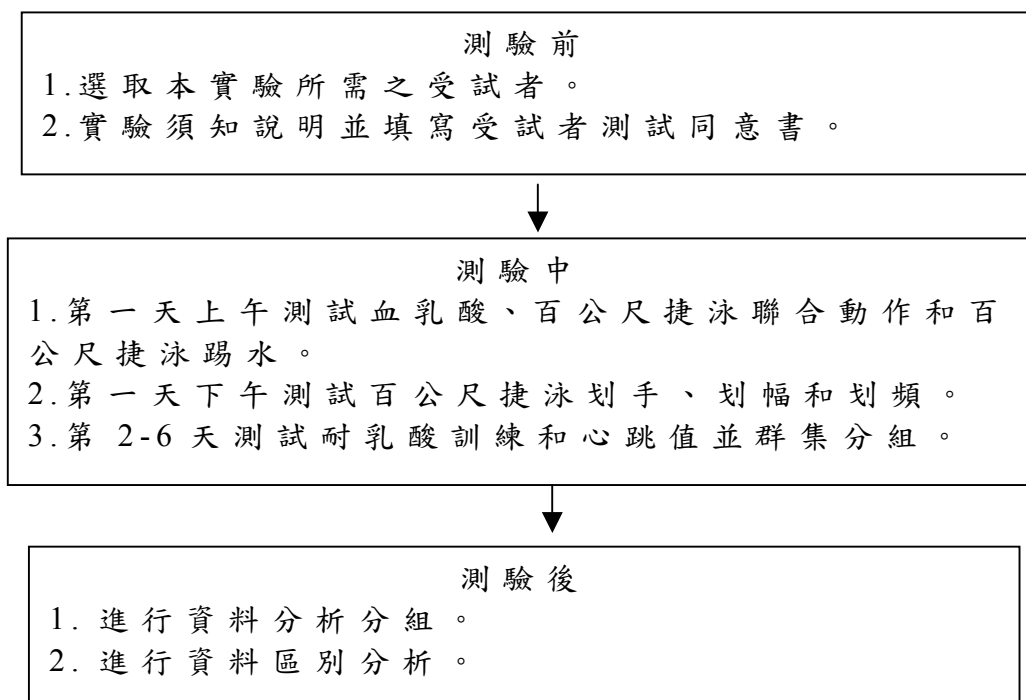 測驗前
1.選取本實驗所需之受試者。
2.實驗須知說明並填寫受試者測試同意書。
測驗中
1.第一天上午測試血乳酸、百公尺捷泳聯合動作和百
公尺捷泳踢水。
2.第一天下午測試百公尺捷泳划手、划幅和划頻。
3.第 2-6 天測試耐乳酸訓練和心跳值並群集分組。
測驗後
1. 進行資料分析分組。
2. 進行資料區別分析。